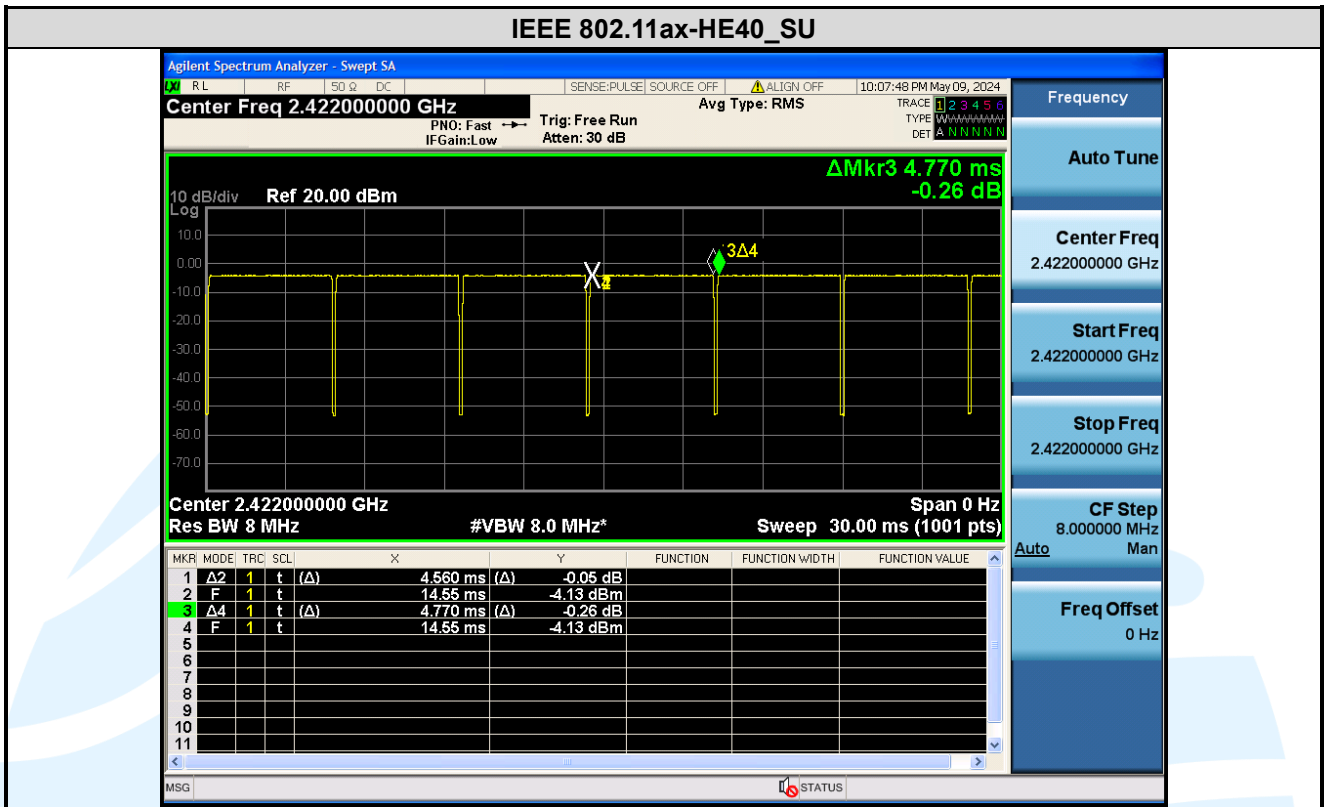 IEEE 802.11ax-HE40_SU
Agilent Spectrum Analyzer - Swept SA
LXI RL RF 50 Ω DC SENSE:PULSE SOURCE OFF ALIGN OFF 10:07:48 PM May 09, 2024
Center Freq 2.422000000 GHz Avg Type: RMS TRACE 1 2 3 4 5 6
PNO: Fast Trig: Free Run TYPE WWWWWW
IFGain:Low Atten: 30 dB DET A N N N N N
ΔMkr3 4.770 ms
-0.26 dB
10 dB/div Ref 20.00 dBm
Log
10.0
3Δ4
0.00
-10.0
-20.0
-30.0
-40.0
-50.0
-60.0
-70.0
Center 2.422000000 GHz Span 0 Hz
Res BW 8 MHz #VBW 8.0 MHz* Sweep 30.00 ms (1001 pts)
MKR MODE TRC SCL X Y FUNCTION FUNCTION WIDTH FUNCTION VALUE
1 Δ2 1 t (Δ) 4.560 ms (Δ) -0.05 dB
2 F 1 t 14.55 ms -4.13 dBm
3 Δ4 1 t (Δ) 4.770 ms (Δ) -0.26 dB
4 F 1 t 14.55 ms -4.13 dBm
5
6
7
8
9
10
11
MSG STATUS
Frequency
Auto Tune
Center Freq
2.422000000 GHz
Start Freq
2.422000000 GHz
Stop Freq
2.422000000 GHz
CF Step
8.000000 MHz
Auto Man
Freq Offset
0 Hz